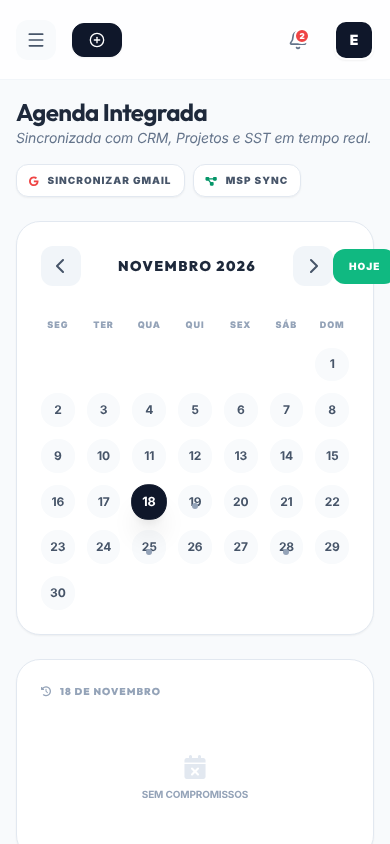 2
E
Agenda Integrada
Sincronizada com CRM, Projetos e SST em tempo real.
SINCRONIZAR GMAIL MSP SYNC
NOVEMBRO 2026 HOJE
SEG TER QUA QUI SEX SÁB DOM
1
2 3 4 5 6 7 8
9 10 11 12 13 14 15
16 17 18 19 20 21 22
23 24 25 26 27 28 29
30
18 DE NOVEMBRO
SEM COMPROMISSOS